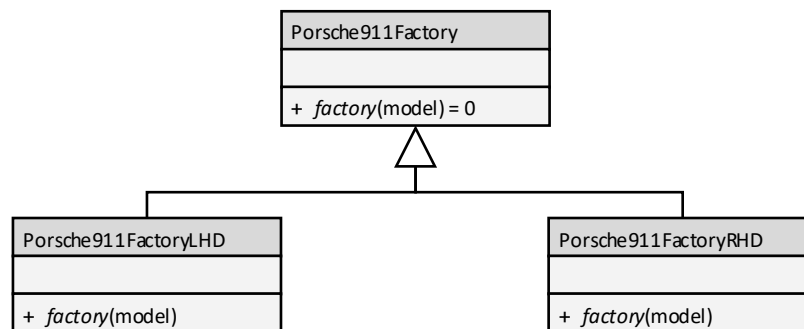 Porsche911Factory
+ factory(model) = 0
Porsche911FactoryLHD
Porsche911FactoryRHD
+ factory(model)
+ factory(model)